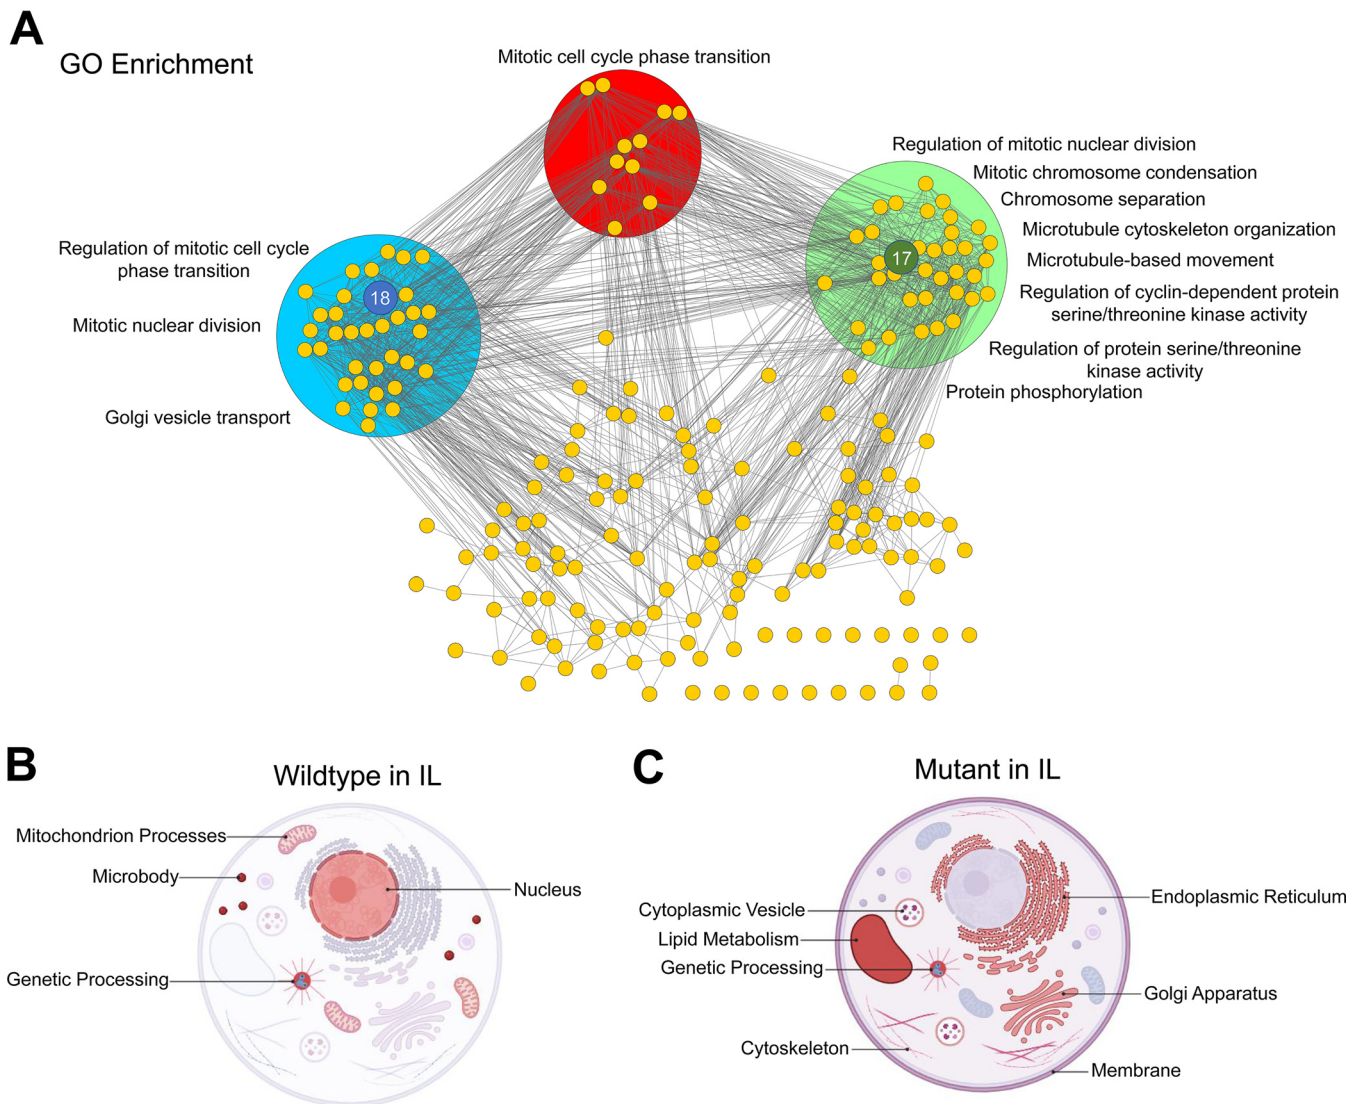 A
GO Enrichment
Mitotic cell cycle phase transition
Regulation of mitotic nuclear division
Mitotic chromosome condensation
Chromosome separation
Microtubule cytoskeleton organization
Microtubule-based movement
Regulation of cyclin-dependent protein
serine/threonine kinase activity
Regulation of protein serine/threonine
kinase activity
Protein phosphorylation
17
Regulation of mitotic cell cycle
phase transition
18
Mitotic nuclear division
Golgi vesicle transport
B
Wildtype in IL
Mitochondrion Processes
Microbody
Nucleus
Genetic Processing
C
Mutant in IL
Endoplasmic Reticulum
Cytoplasmic Vesicle
Lipid Metabolism
Genetic Processing
Golgi Apparatus
Cytoskeleton
Membrane